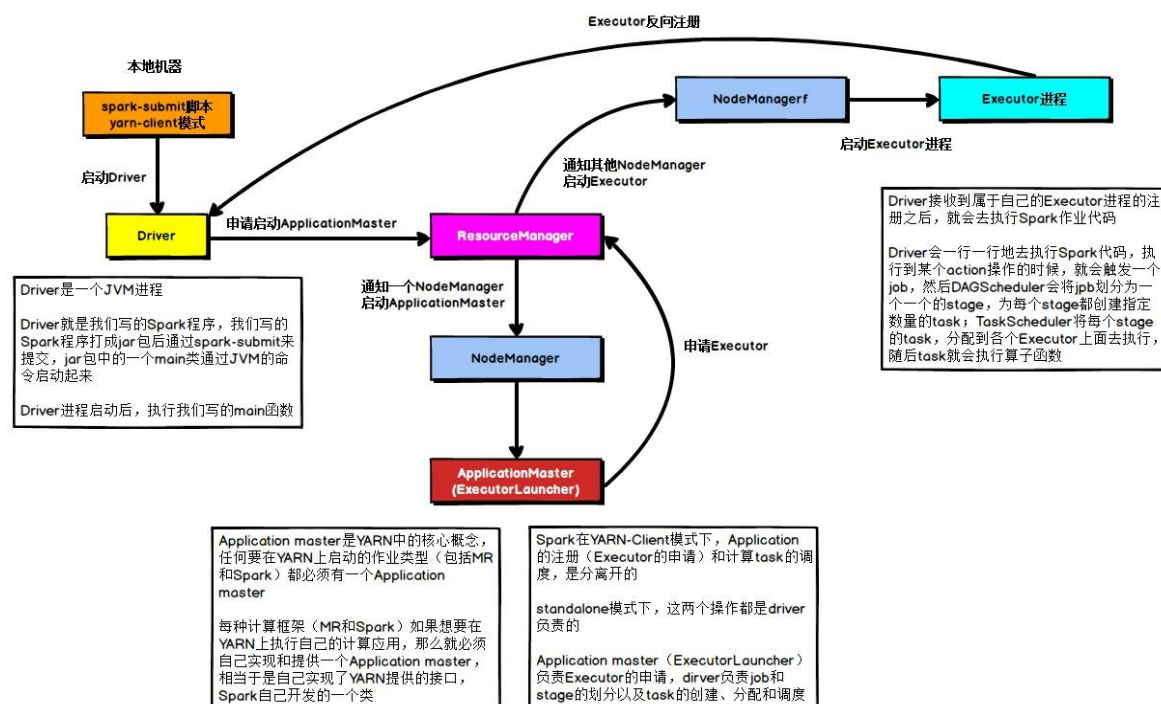 Executor反向注册
本地机器
spark-submit脚本
yarn-client模式
NodeManagerf
Executor进程
启动Executor进程
启动Driver
通知其他NodeManager
启动Executor
Driver
申请启动ApplicationMaster
ResourceManager
Driver接收到属于自己的Executor进程的注
册之后，就会去执行Spark作业代码
Driver会一行一行地去执行Spark代码，执
行到某个action操作的时候，就会触发一个
job，然后DAGScheduler会将jpb划分为一
个一个的stage，为每个stage都创建指定
数量的task；TaskScheduler将每个stage
的task，分配到各个Executor上面去执行，
随后task就会执行算子函数
Driver是一个JVM进程
Driver就是我们写的Spark程序，我们写的
Spark程序打成jar包后通过spark-submit来
提交，jar包中的一个main类通过JVM的命
令启动起来
Driver进程启动后，执行我们写的main函数
通知一个NodeManager
启动ApplicationMaster
NodeManager
申请Executor
ApplicationMaster
(ExecutorLauncher)
Application master是YARN中的核心概念，
任何要在YARN上启动的作业类型（包括MR
和Spark）都必须有一个Application
master
每种计算框架（MR和Spark）如果想要在
YARN上执行自己的计算应用，那么就必须
自己实现和提供一个Application master，
相当于是自己实现了YARN提供的接口，
Spark自己开发的一个类
Spark在YARN-Client模式下，Application
的注册（Executor的申请）和计算task的调
度，是分离开的
standalone模式下，这两个操作都是driver
负责的
Application master（ExecutorLauncher）
负责Executor的申请，dirver负责job和
stage的划分以及task的创建、分配和调度